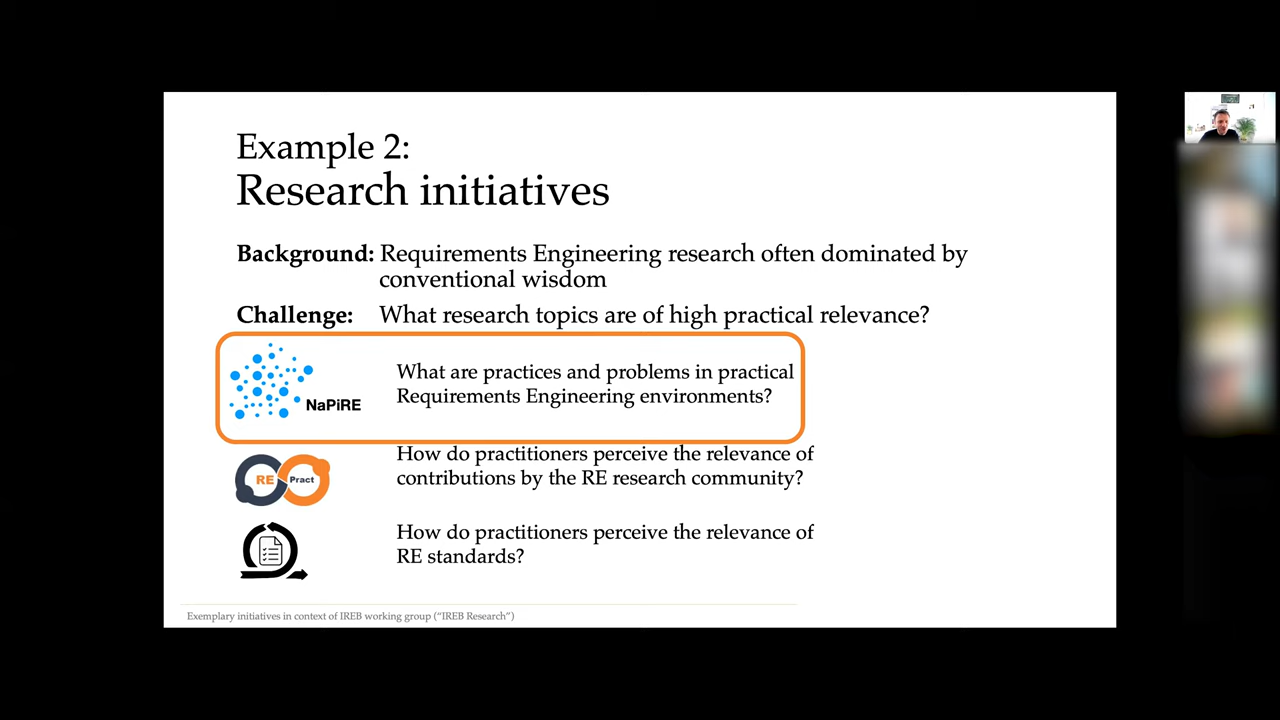 Example 2:
Research initiatives
Background: Requirements Engineering research often dominated by
conventional wisdom
Challenge: What research topics are of high practical relevance?
What are practices and problems in practical
Requirements Engineering environments?
NaPiRE
How do practitioners perceive the relevance of
contributions by the RE research community?
RE Pract
How do practitioners perceive the relevance of
RE standards?
Exemplary initiatives in context of IREB working group ("IREB Research")